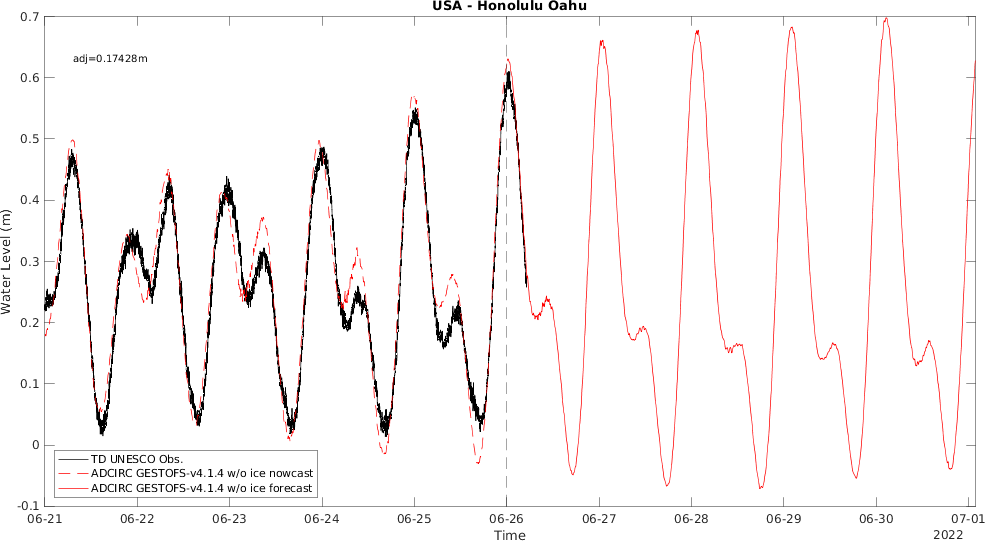 USA - Honolulu Oahu
adj=0.17428m
Water Level (m)
0.7
0.6
0.5
0.4
0.3
0.2
0.1
0
-0.1
TD UNESCO Obs.
ADCIRC GESTOFS-v4.1.4 w/o ice nowcast
ADCIRC GESTOFS-v4.1.4 w/o ice forecast
06-21 06-22 06-23 06-24 06-25 06-26 06-27 06-28 06-29 06-30 07-01
Time
2022